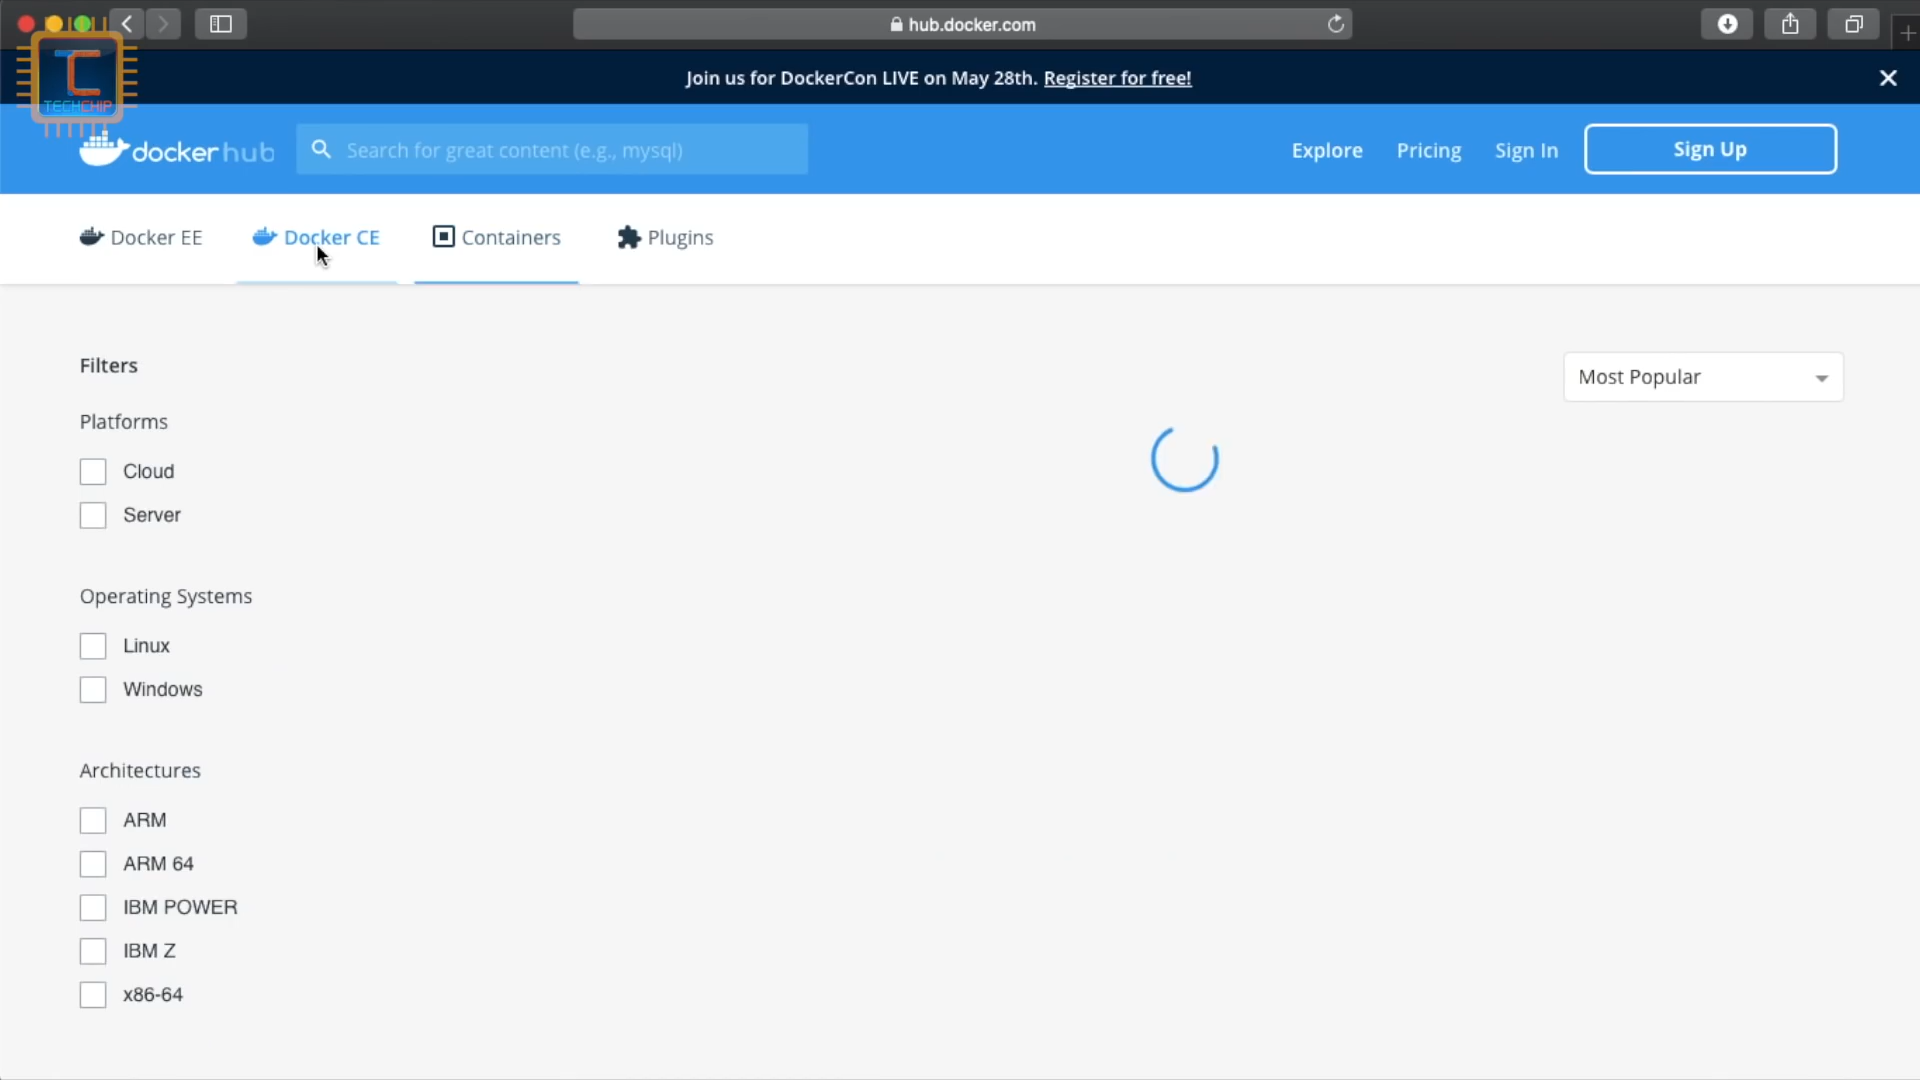 hub.docker.com
TECHCHIP
Join us for DockerCon LIVE on May 28th. Register for free!
docker hub
Search for great content (e.g., mysql)
Explore
Pricing
Sign In
Sign Up
Docker EE
Docker CE
Containers
Plugins
Filters
Most Popular
Platforms
Cloud
Server
Operating Systems
Linux
Windows
Architectures
ARM
ARM 64
IBM POWER
IBM Z
x86-64